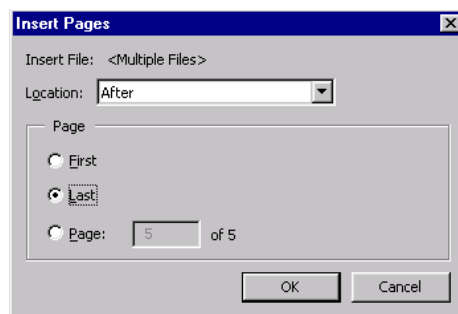 Insert Pages
Insert File: <Multiple Files>
Location: After
Page
First
Last
Page: 5 of 5
OK Cancel